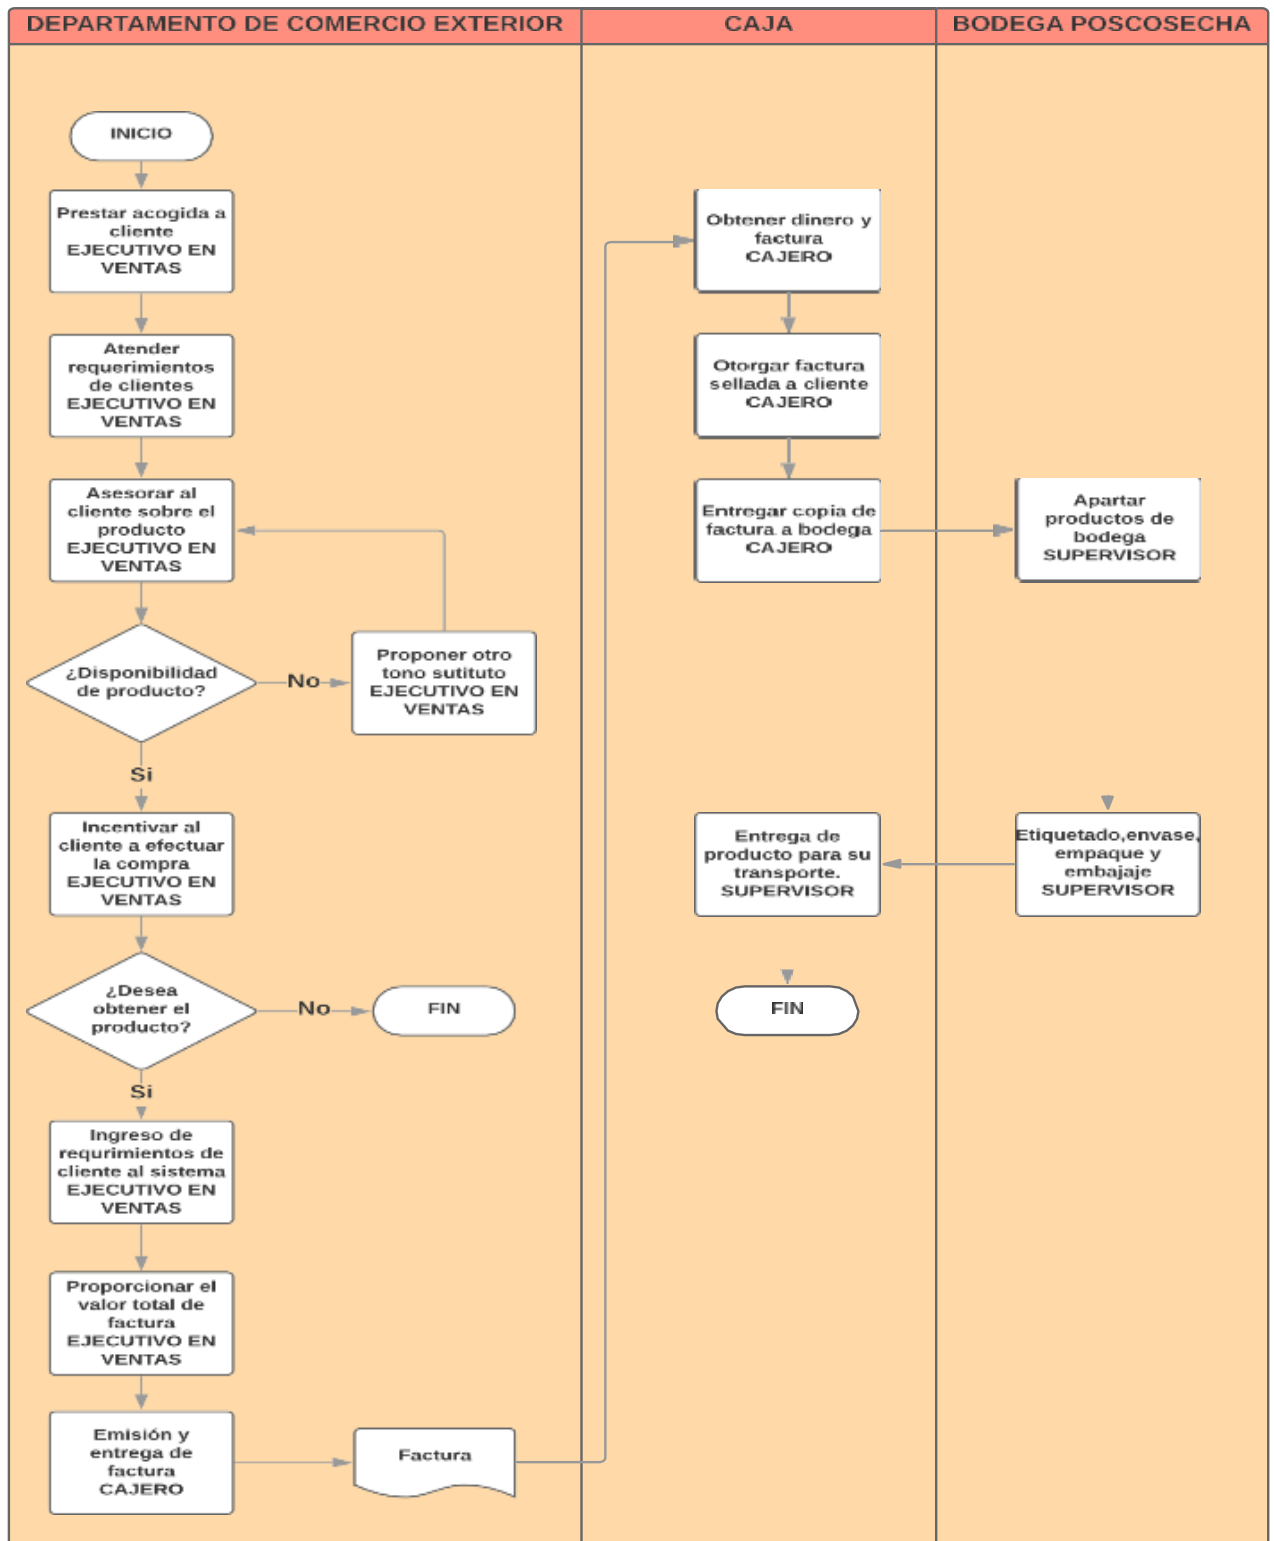 DEPARTAMENTO DE COMERCIO EXTERIOR
CAJA
BODEGA POSCOSECHA
INICIO
Prestar acogida a
cliente
EJECUTIVO EN
VENTAS
Atender
requerimientos
de clientes
EJECUTIVO EN
VENTAS
Asesorar al
cliente sobre el
producto
EJECUTIVO EN
VENTAS
¿Disponibilidad
de producto?
No
Proponer otro
tono sutituto
EJECUTIVO EN
VENTAS
Si
Incentivar al
cliente a efectuar
la compra
EJECUTIVO EN
VENTAS
¿Desea
obtener el
producto?
No
FIN
Si
Ingreso de
requrimientos de
cliente al sistema
EJECUTIVO EN
VENTAS
Proporcionar el
valor total de
factura
EJECUTIVO EN
VENTAS
Emisión y
entrega de
factura
CAJERO
Factura
Obtener dinero y
factura
CAJERO
Otorgar factura
sellada a cliente
CAJERO
Entregar copia de
factura a bodega
CAJERO
Apartar
productos de
bodega
SUPERVISOR
Etiquetado,envase,
empaque y
embajaje
SUPERVISOR
Entrega de
producto para su
transporte.
SUPERVISOR
FIN